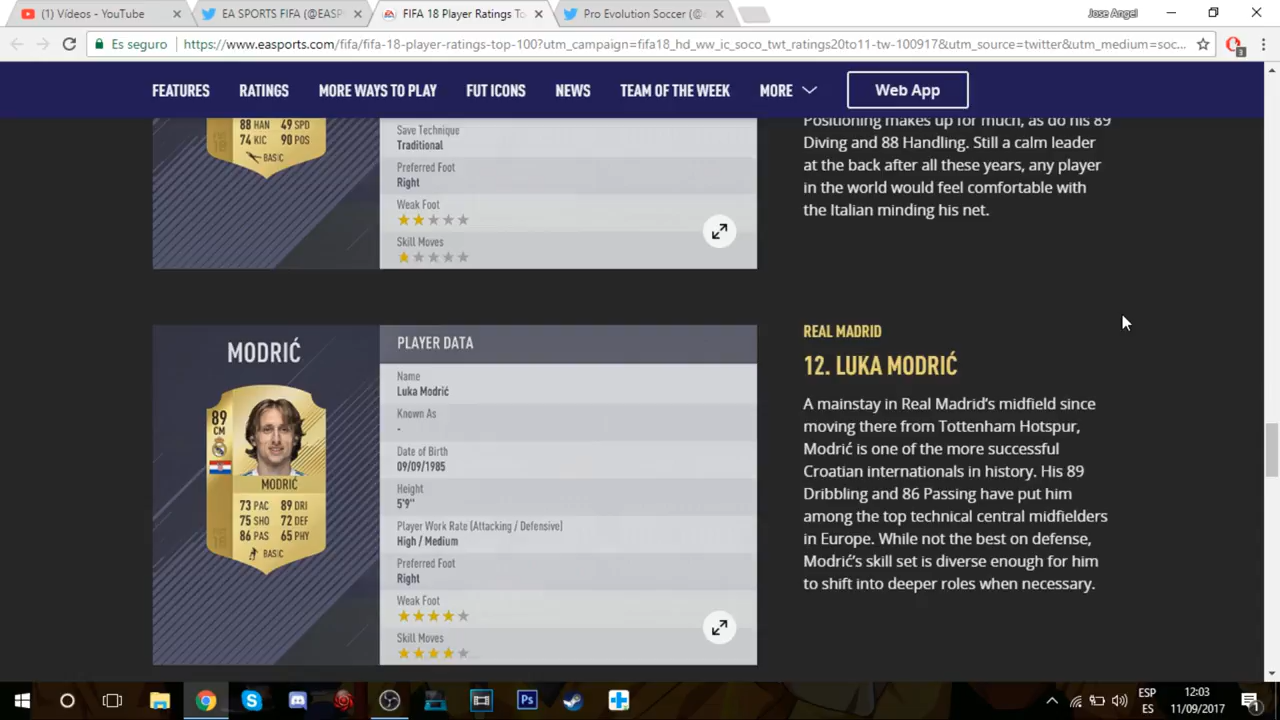 (1) Vídeos - YouTube
EA SPORTS FIFA (@EASP
FIFA 18 Player Ratings To
Pro Evolution Soccer (@
Jose Angel
Es seguro
https://www.easports.com/fifa/fifa-18-player-ratings-top-100?utm_campaign=fifa18_hd_ww_ic_soco_twt_ratings20to11-tw-100917&utm_source=twitter&utm_medium=soc...
3
FEATURES
RATINGS
MORE WAYS TO PLAY
FUT ICONS
NEWS
TEAM OF THE WEEK
MORE
Web App
88 HAN 49 SPD
74 KIC 90 POS
BASIC
Save Technique
Traditional
Preferred Foot
Right
Weak Foot
Skill Moves
Positioning makes up for much, as do his 89
Diving and 88 Handling. Still a calm leader
at the back after all these years, any player
in the world would feel comfortable with
the Italian minding his net.
MODRIĆ
89
CM
MODRIĆ
73 PAC 89 DRI
75 SHO 72 DEF
86 PAS 65 PHY
BASIC
PLAYER DATA
Name
Luka Modrić
Known As
-
Date of Birth
09/09/1985
Height
5'9"
Player Work Rate (Attacking / Defensive)
High / Medium
Preferred Foot
Right
Weak Foot
Skill Moves
REAL MADRID
12. LUKA MODRIĆ
A mainstay in Real Madrid's midfield since
moving there from Tottenham Hotspur,
Modrić is one of the more successful
Croatian internationals in history. His 89
Dribbling and 86 Passing have put him
among the top technical central midfielders
in Europe. While not the best on defense,
Modrić's skill set is diverse enough for him
to shift into deeper roles when necessary.
Ps
ESP
ES
12:03
11/09/2017
1